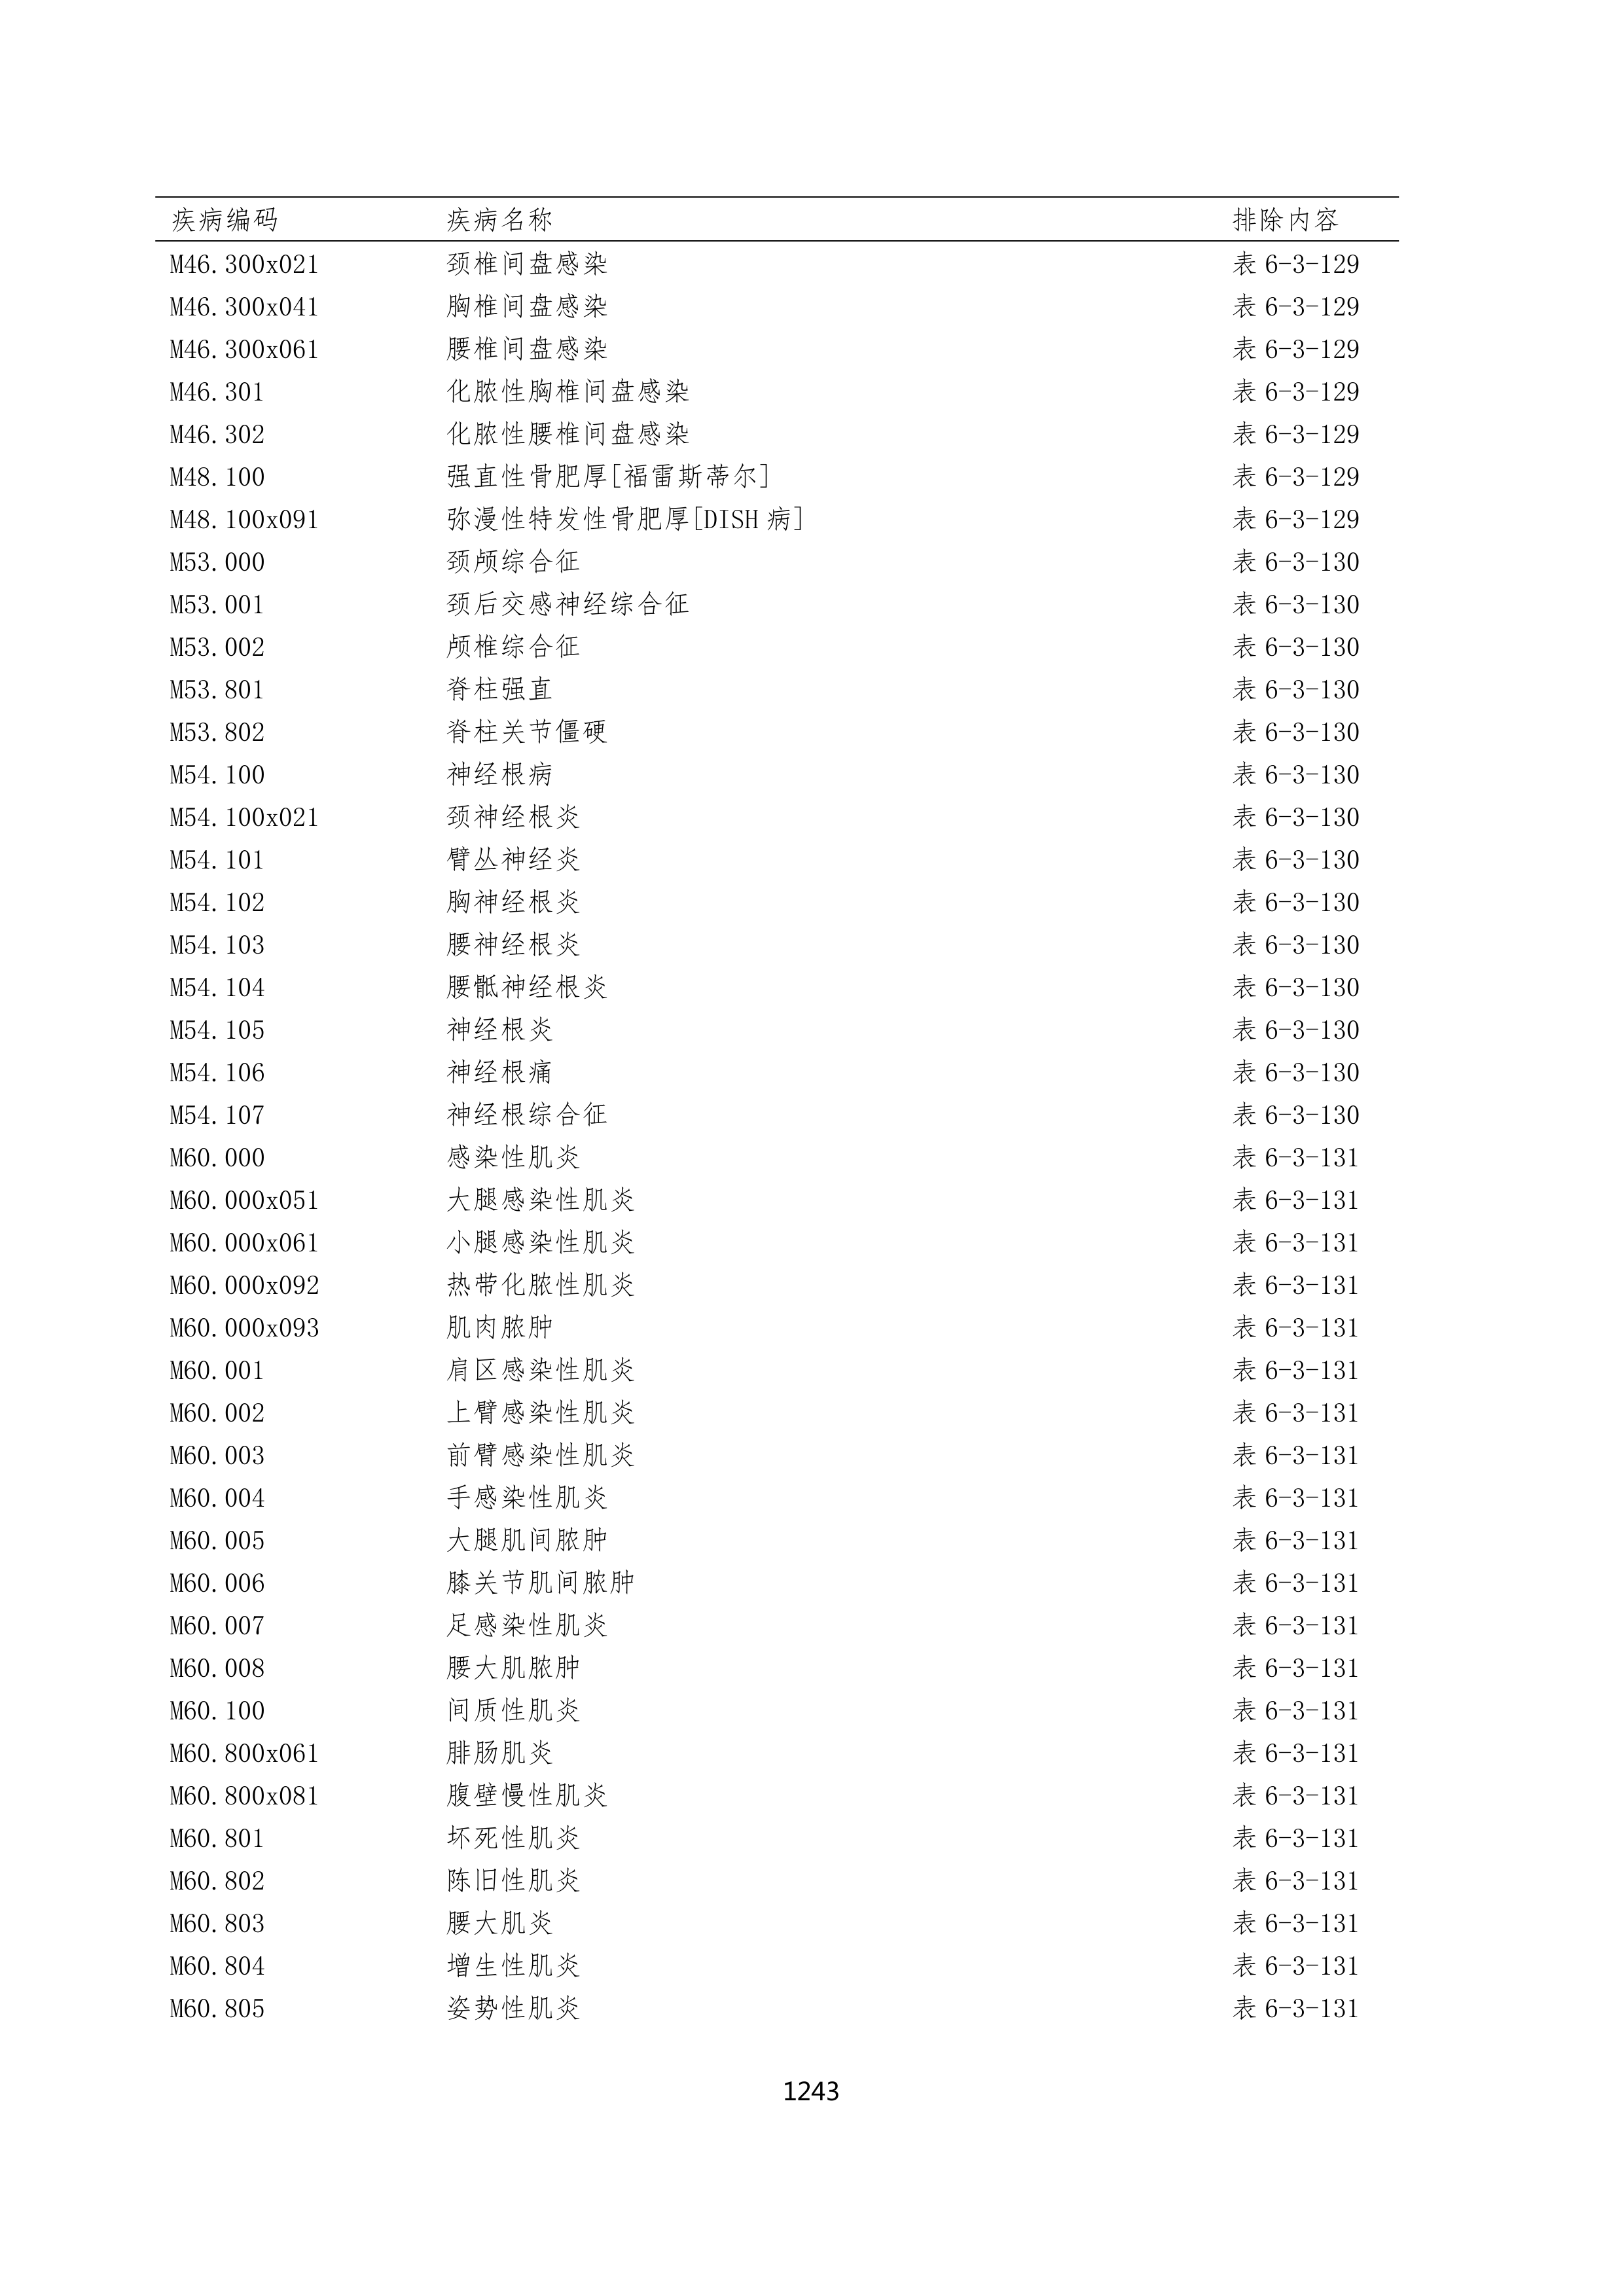 疾病编码 疾病名称 排除内容
M46.300x021 颈椎间盘感染 表 6-3-129
M46.300x041 胸椎间盘感染 表 6-3-129
M46.300x061 腰椎间盘感染 表 6-3-129
M46.301 化脓性胸椎间盘感染 表 6-3-129
M46.302 化脓性腰椎间盘感染 表 6-3-129
M48.100 强直性骨肥厚[福雷斯蒂尔] 表 6-3-129
M48.100x091 弥漫性特发性骨肥厚[DISH 病] 表 6-3-129
M53.000 颈颅综合征 表 6-3-130
M53.001 颈后交感神经综合征 表 6-3-130
M53.002 颅椎综合征 表 6-3-130
M53.801 脊柱强直 表 6-3-130
M53.802 脊柱关节僵硬 表 6-3-130
M54.100 神经根病 表 6-3-130
M54.100x021 颈神经根炎 表 6-3-130
M54.101 臂丛神经炎 表 6-3-130
M54.102 胸神经根炎 表 6-3-130
M54.103 腰神经根炎 表 6-3-130
M54.104 腰骶神经根炎 表 6-3-130
M54.105 神经根炎 表 6-3-130
M54.106 神经根痛 表 6-3-130
M54.107 神经根综合征 表 6-3-130
M60.000 感染性肌炎 表 6-3-131
M60.000x051 大腿感染性肌炎 表 6-3-131
M60.000x061 小腿感染性肌炎 表 6-3-131
M60.000x092 热带化脓性肌炎 表 6-3-131
M60.000x093 肌肉脓肿 表 6-3-131
M60.001 肩区感染性肌炎 表 6-3-131
M60.002 上臂感染性肌炎 表 6-3-131
M60.003 前臂感染性肌炎 表 6-3-131
M60.004 手感染性肌炎 表 6-3-131
M60.005 大腿肌间脓肿 表 6-3-131
M60.006 膝关节肌间脓肿 表 6-3-131
M60.007 足感染性肌炎 表 6-3-131
M60.008 腰大肌脓肿 表 6-3-131
M60.100 间质性肌炎 表 6-3-131
M60.800x061 腓肠肌炎 表 6-3-131
M60.800x081 腹壁慢性肌炎 表 6-3-131
M60.801 坏死性肌炎 表 6-3-131
M60.802 陈旧性肌炎 表 6-3-131
M60.803 腰大肌炎 表 6-3-131
M60.804 增生性肌炎 表 6-3-131
M60.805 姿势性肌炎 表 6-3-131
1243